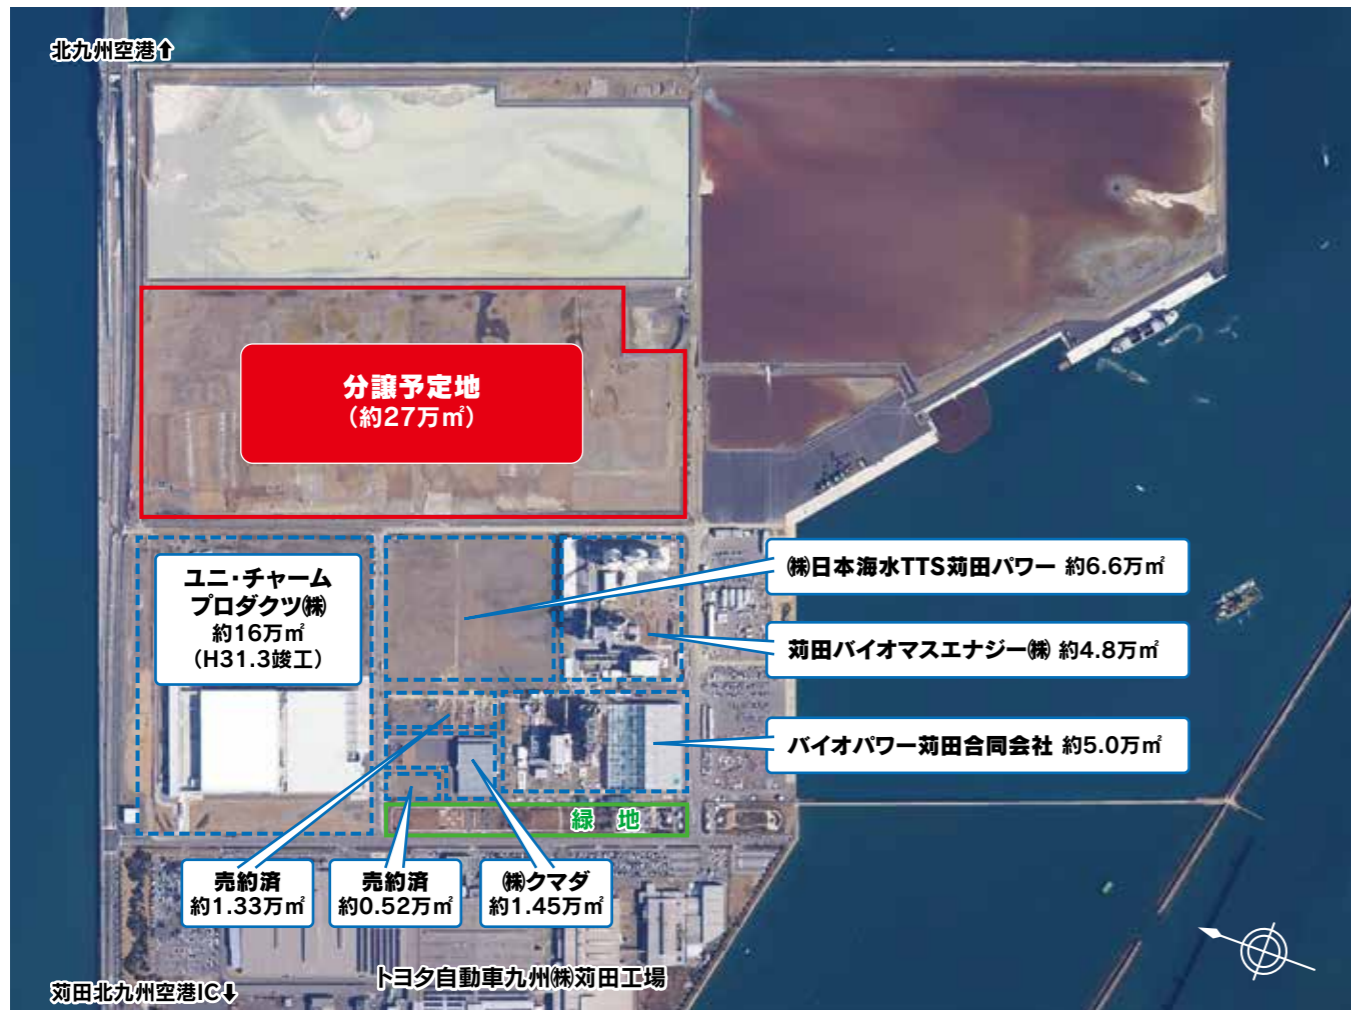 北九州空港⬆
分譲予定地
（約27万㎡）
ユニ・チャーム
プロダクツ㈱
約16万㎡
（H31.3竣工）
㈱日本海水TTS苅田パワー 約6.6万㎡
苅田バイオマスエナジー㈱ 約4.8万㎡
バイオパワー苅田合同会社 約5.0万㎡
緑地
売約済
約1.33万㎡
売約済
約0.52万㎡
㈱クマダ
約1.45万㎡
トヨタ自動車九州㈱苅田工場
苅田北九州空港IC⬇